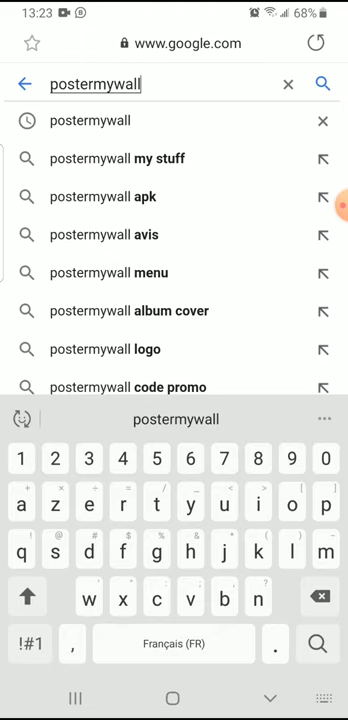 13:23 68%
www.google.com
postermywall
postermywall
postermywall my stuff
postermywall apk
postermywall avis
postermywall menu
postermywall album cover
postermywall logo
postermywall code promo
postermywall
1 2 3 4 5 6 7 8 9 0
+ × ÷ = / _ < > [ ]
a z e r t y u i o p
! @ # $ % & * ( )
q s d f g h j k l m
' " : ; ?
w x c v b n
!#1 , Français (FR) .